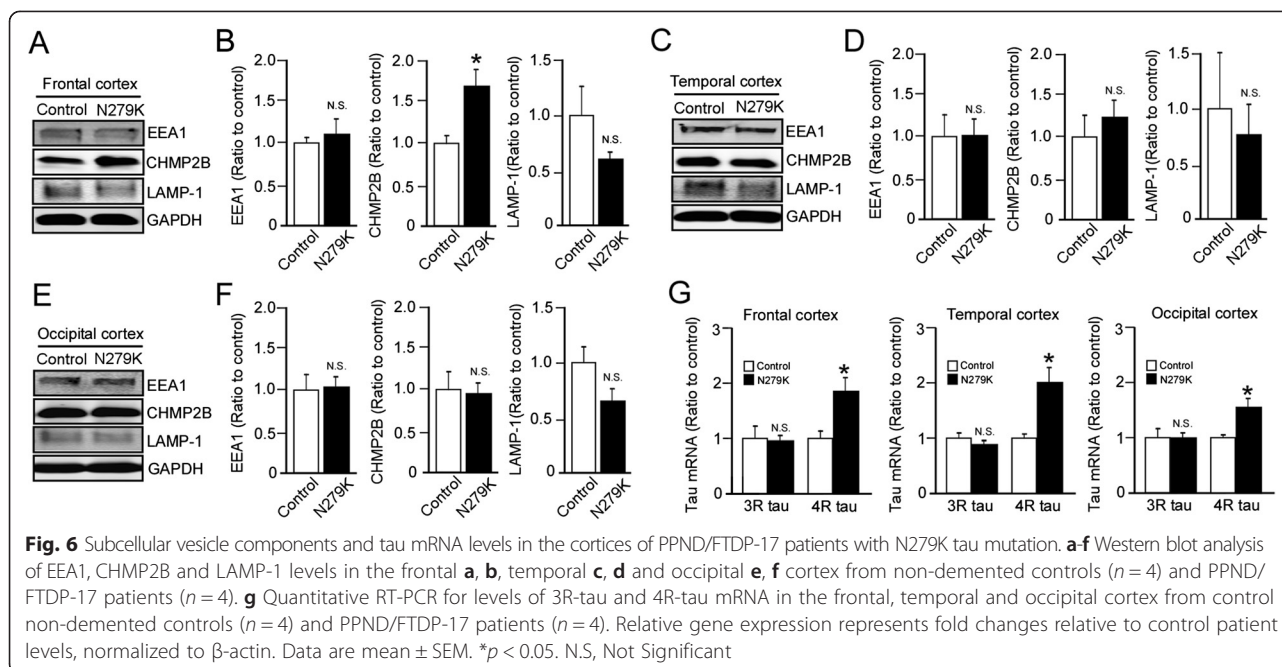 A
Frontal cortex
Control N279K
EEA1
CHMP2B
LAMP-1
GAPDH
B
EEA1 (Ratio to control)
2.0
1.5
1.0
0.5
0
N.S.
Control
N279K
CHMP2B (Ratio to control)
2.0
1.5
1.0
0.5
0
*
Control
N279K
LAMP-1(Ratio to control)
1.5
1.0
0.5
0
N.S.
Control
N279K
C
Temporal cortex
Control N279K
EEA1
CHMP2B
LAMP-1
GAPDH
D
EEA1 (Ratio to control)
2.0
1.5
1.0
0.5
0
N.S.
Control
N279K
CHMP2B (Ratio to control)
2.0
1.5
1.0
0.5
0
N.S.
Control
N279K
LAMP-1(Ratio to control)
1.5
1.0
0.5
0
N.S.
Control
N279K
E
Occipital cortex
Control N279K
EEA1
CHMP2B
LAMP-1
GAPDH
F
EEA1 (Ratio to control)
2.0
1.5
1.0
0.5
0
N.S.
Control
N279K
CHMP2B (Ratio to control)
2.0
1.5
1.0
0.5
0
N.S.
Control
N279K
LAMP-1(Ratio to control)
1.5
1.0
0.5
0
N.S.
Control
N279K
G
Frontal cortex
Tau mRNA (Ratio to control)
3
2
1
0
Control
N279K
N.S.
*
3R tau 4R tau
Temporal cortex
Tau mRNA (Ratio to control)
3
2
1
0
Control
N279K
N.S.
*
3R tau 4R tau
Occipital cortex
Tau mRNA (Ratio to control)
3
2
1
0
Control
N279K
N.S.
*
3R tau 4R tau
Fig. 6 Subcellular vesicle components and tau mRNA levels in the cortices of PPND/FTDP-17 patients with N279K tau mutation. a-f Western blot analysis
of EEA1, CHMP2B and LAMP-1 levels in the frontal a, b, temporal c, d and occipital e, f cortex from non-demented controls (n = 4) and PPND/
FTDP-17 patients (n = 4). g Quantitative RT-PCR for levels of 3R-tau and 4R-tau mRNA in the frontal, temporal and occipital cortex from control
non-demented controls (n = 4) and PPND/FTDP-17 patients (n = 4). Relative gene expression represents fold changes relative to control patient
levels, normalized to β-actin. Data are mean ± SEM. *p < 0.05. N.S, Not Significant